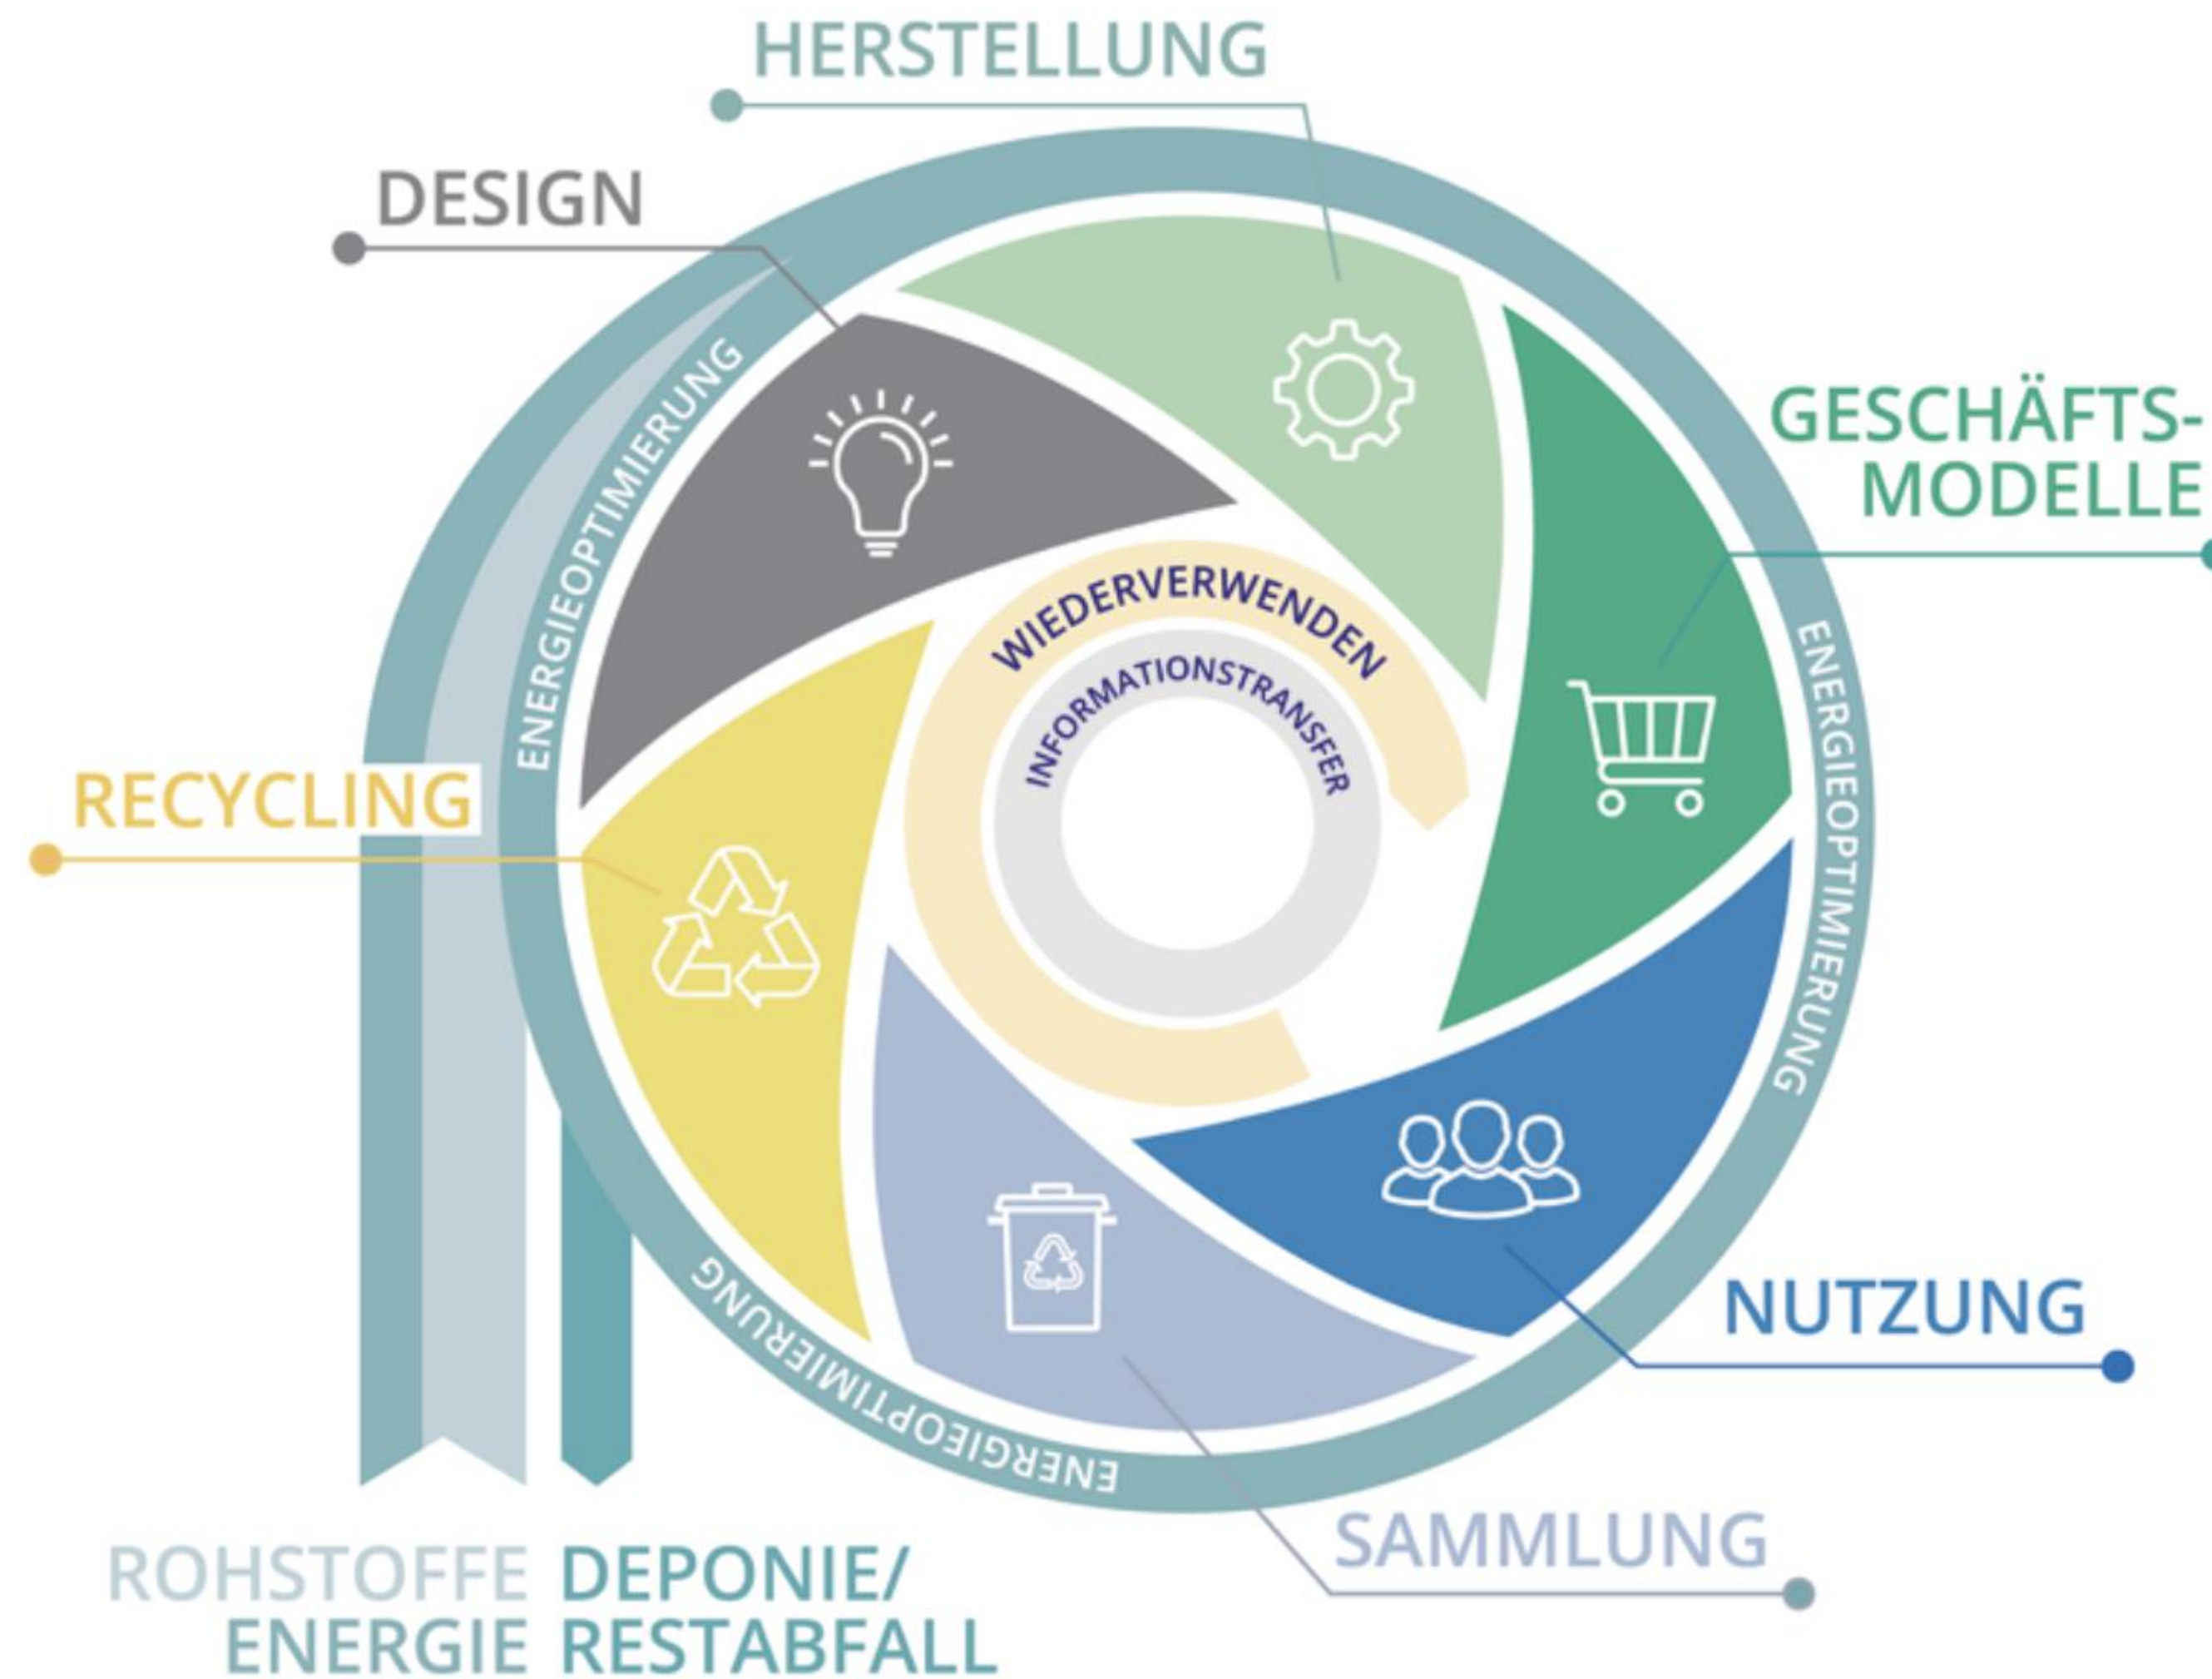 HERSTELLUNG
DESIGN
GESCHÄFTS-
MODELLE
ENERGIEOPTIMIERUNG
WIEDERVERWENDEN
INFORMATIONSTRANSFER
ENERGIEOPTIMIERUNG
RECYCLING
NUTZUNG
ENERGIEOPTIMIERUNG
SAMMLUNG
ROHSTOFFE
ENERGIE
DEPONIE/
RESTABFALL